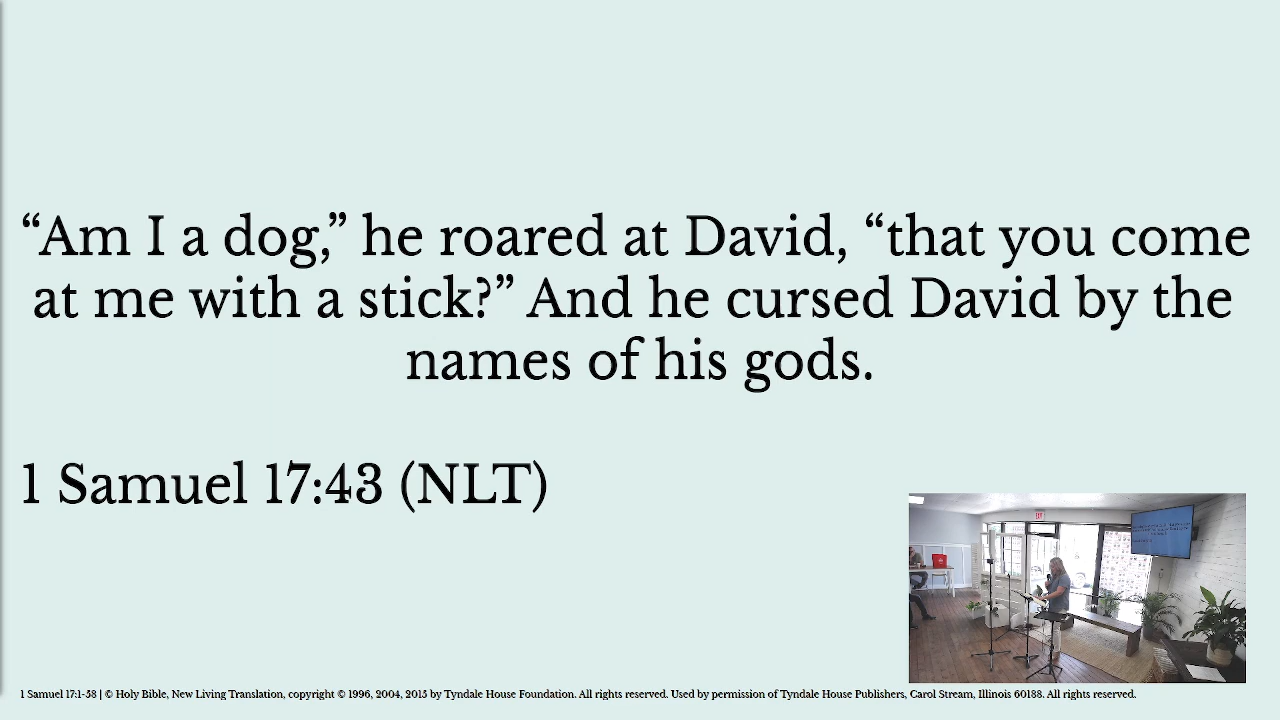 “Am I a dog,” he roared at David, “that you come
at me with a stick?” And he cursed David by the
names of his gods.
1 Samuel 17:43 (NLT)
1 Samuel 17:1-58 | © Holy Bible, New Living Translation, copyright © 1996, 2004, 2015 by Tyndale House Foundation. All rights reserved. Used by permission of Tyndale House Publishers, Carol Stream, Illinois 60188. All rights reserved.